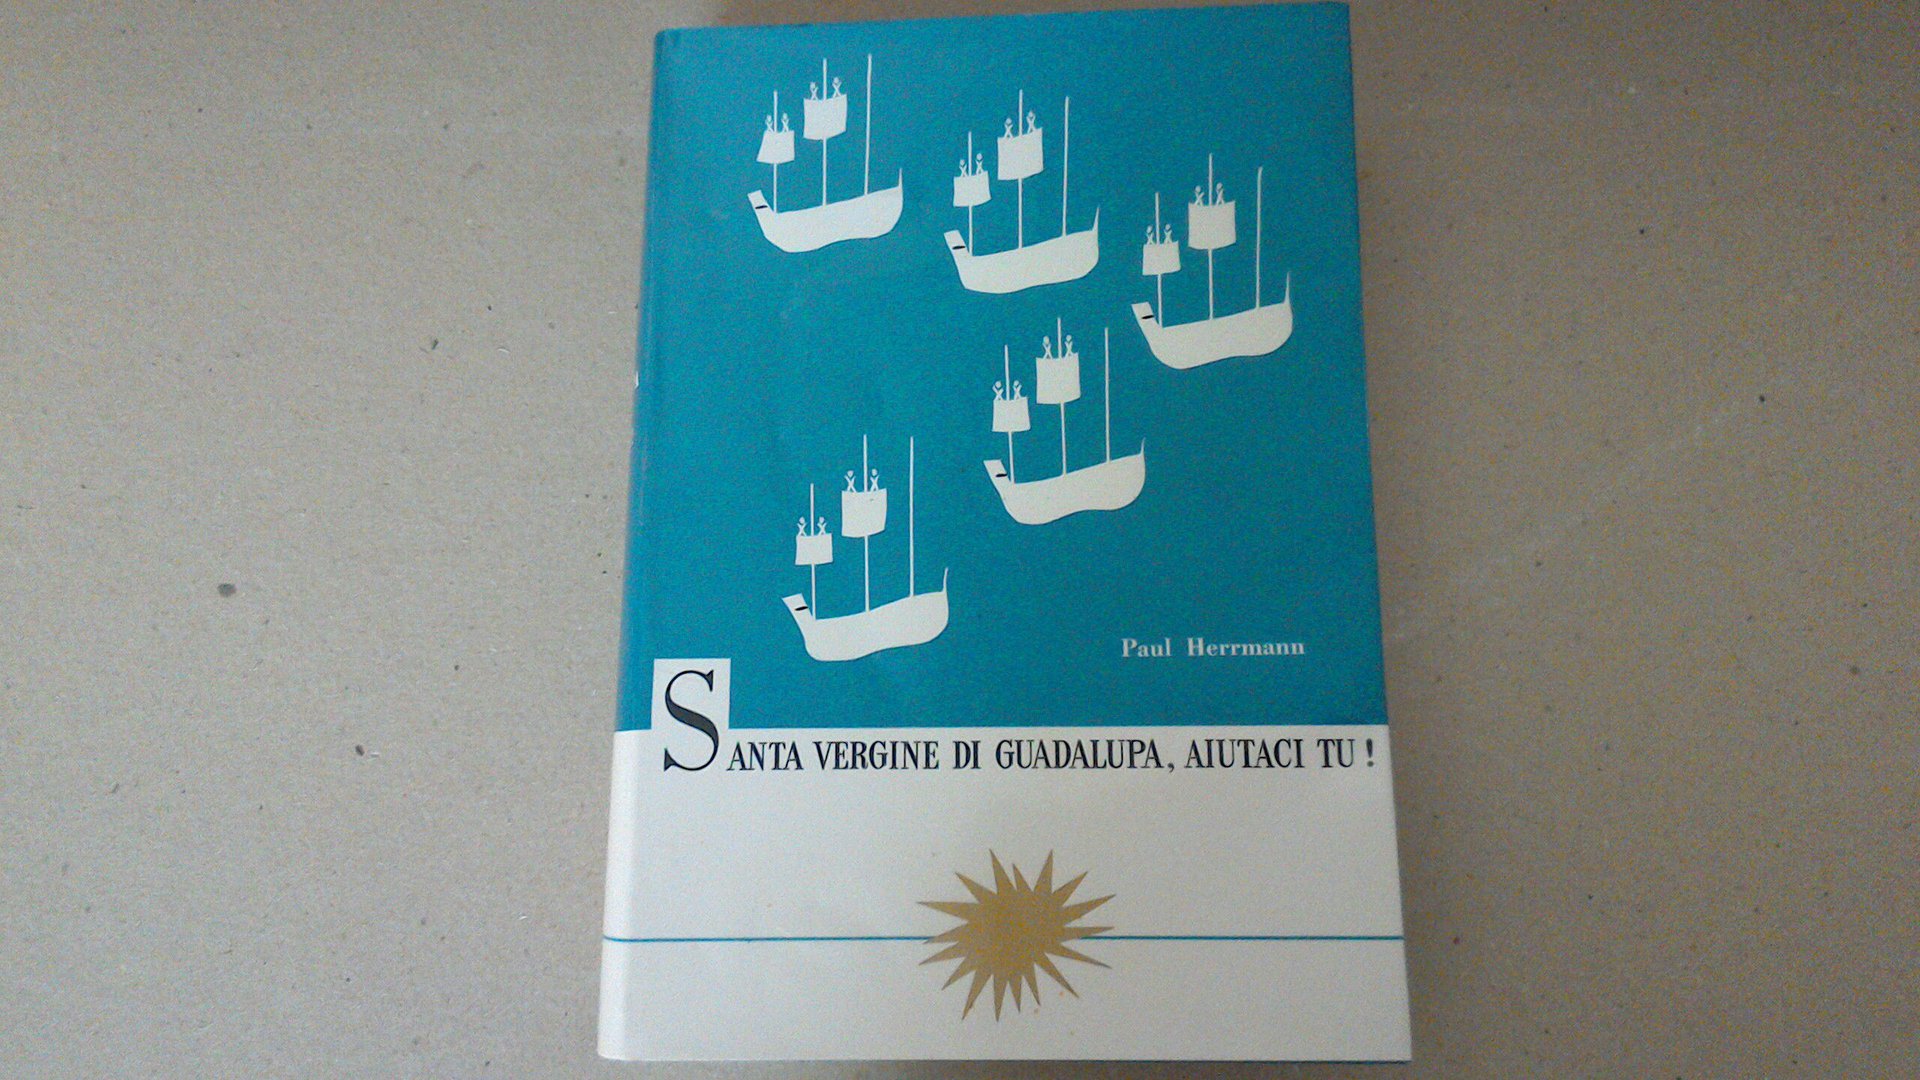 Paul Herrmann
SANTA VERGINE DI GUADALUPA, AIUTACI TU !